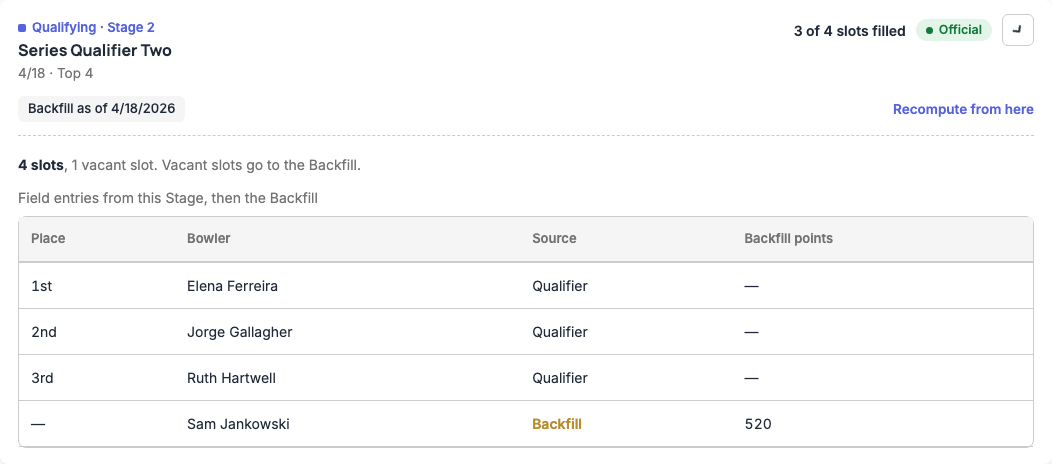 Qualifying · Stage 2
Series Qualifier Two
4/18 · Top 4
3 of 4 slots filled
Official
Backfill as of 4/18/2026
Recompute from here
4 slots, 1 vacant slot. Vacant slots go to the Backfill.
Field entries from this Stage, then the Backfill
Place Bowler Source Backfill points
1st Elena Ferreira Qualifier —
2nd Jorge Gallagher Qualifier —
3rd Ruth Hartwell Qualifier —
— Sam Jankowski Backfill 520